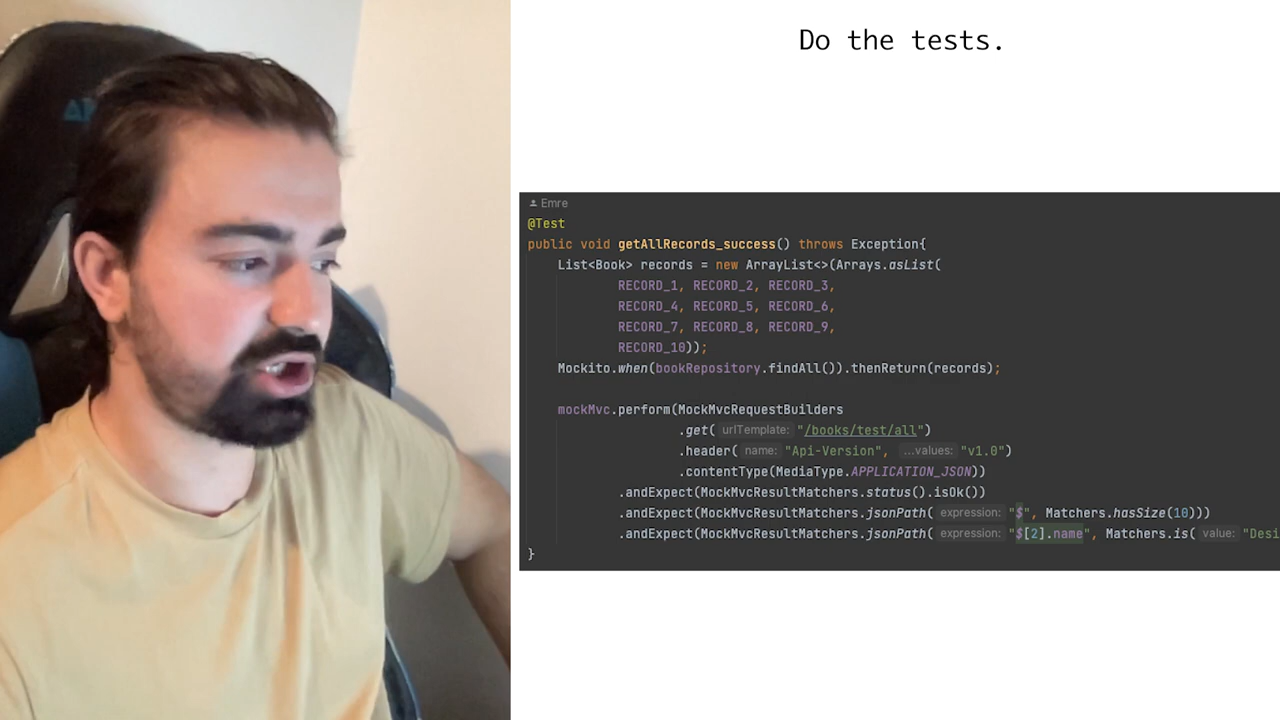 Do the tests.
Emre
@Test
public void getAllRecords_success() throws Exception{
List<Book> records = new ArrayList<>(Arrays.asList(
RECORD_1, RECORD_2, RECORD_3,
RECORD_4, RECORD_5, RECORD_6,
RECORD_7, RECORD_8, RECORD_9,
RECORD_10));
Mockito.when(bookRepository.findAll()).thenReturn(records);
mockMvc.perform(MockMvcRequestBuilders
.get( urlTemplate: "/books/test/all")
.header( name: "Api-Version", ...values: "v1.0")
.contentType(MediaType.APPLICATION_JSON))
.andExpect(MockMvcResultMatchers.status().isOk())
.andExpect(MockMvcResultMatchers.jsonPath( expression: "$", Matchers.hasSize(10)))
.andExpect(MockMvcResultMatchers.jsonPath( expression: "$[2].name", Matchers.is( value: "Desi
}